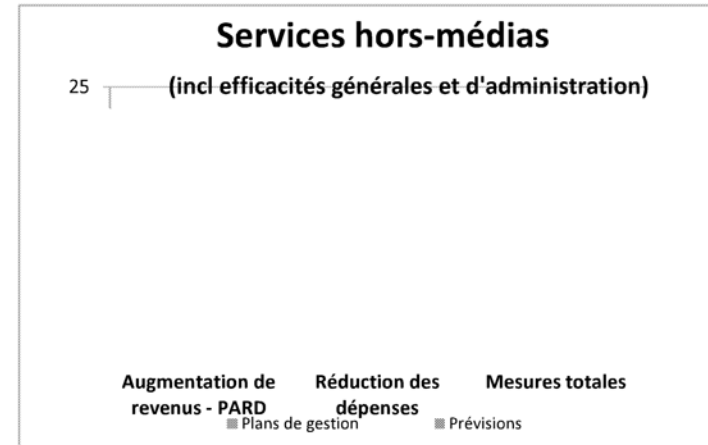 Services hors-médias
(incl efficacités générales et d'administration)
25
Augmentation de revenus - PARD
Réduction des dépenses
Mesures totales
Plans de gestion
Prévisions